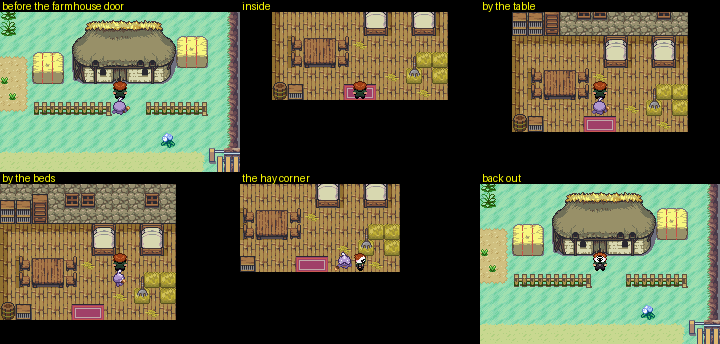 before the farmhouse door
inside
by the table
by the beds
the hay corner
back out